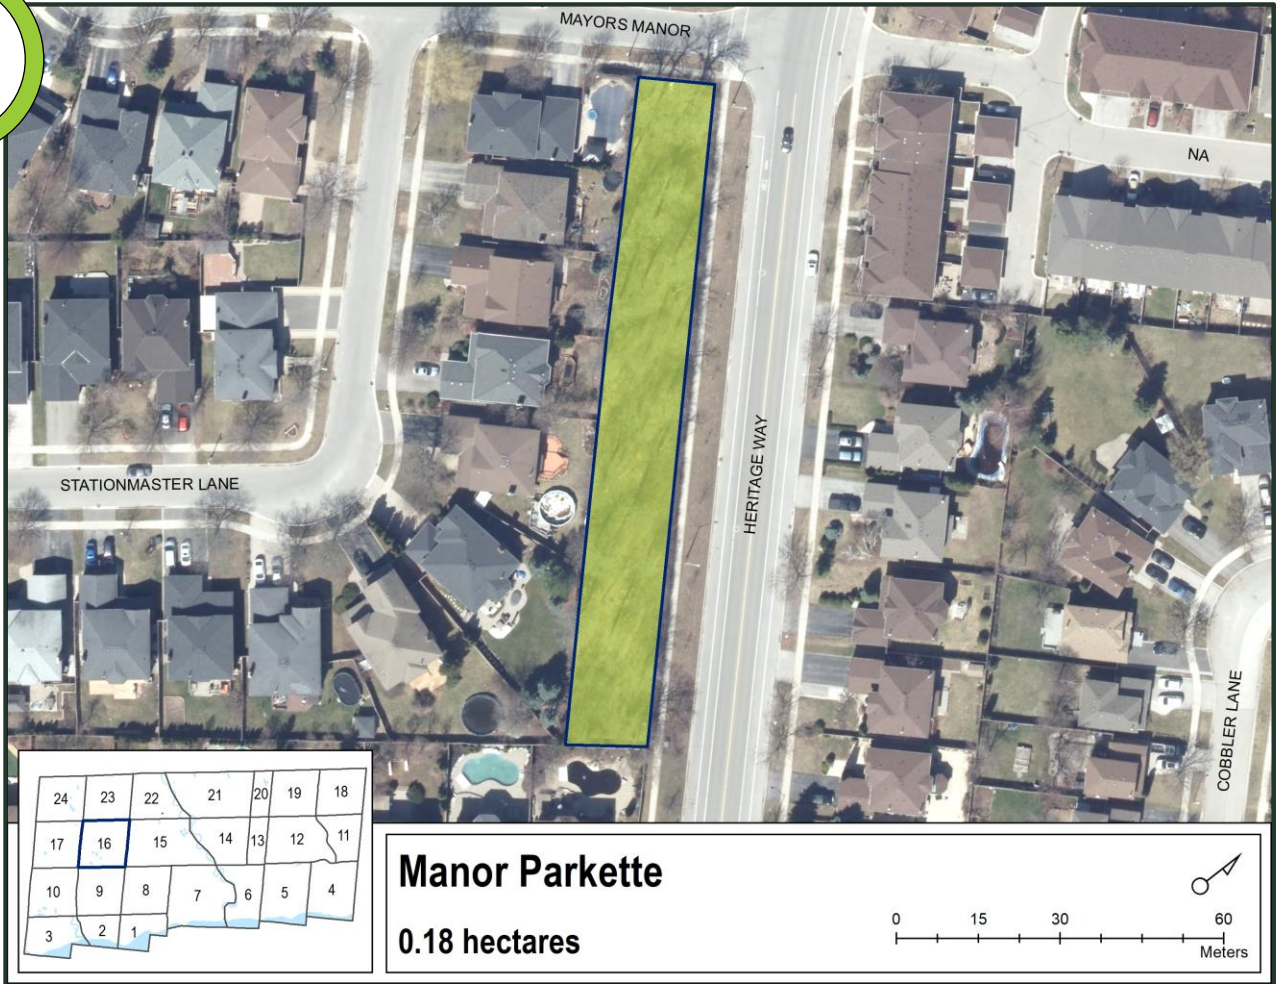 MAYORS MANOR
NA
HERITAGE WAY
STATIONMASTER LANE
COBBLER LANE
24 23 22 21 20 19 18
17 16 15 14 13 12 11
10 9 8 7 6 5 4
3 2 1
Manor Parkette
0.18 hectares
0 15 30 60
Meters